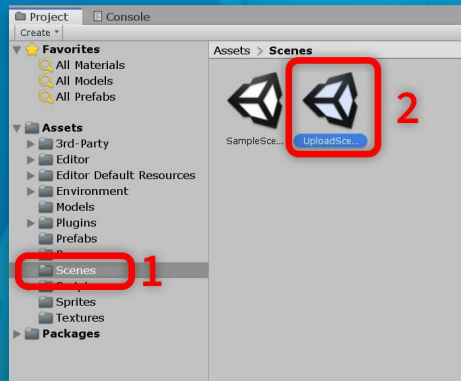 Project
Console
Create
Favorites
All Materials
All Models
All Prefabs
Assets
3rd-Party
Editor
Editor Default Resources
Environment
Models
Plugins
Prefabs
Scenes
1
Sprites
Textures
Packages
Assets > Scenes
SampleSce...
UploadSce...
2